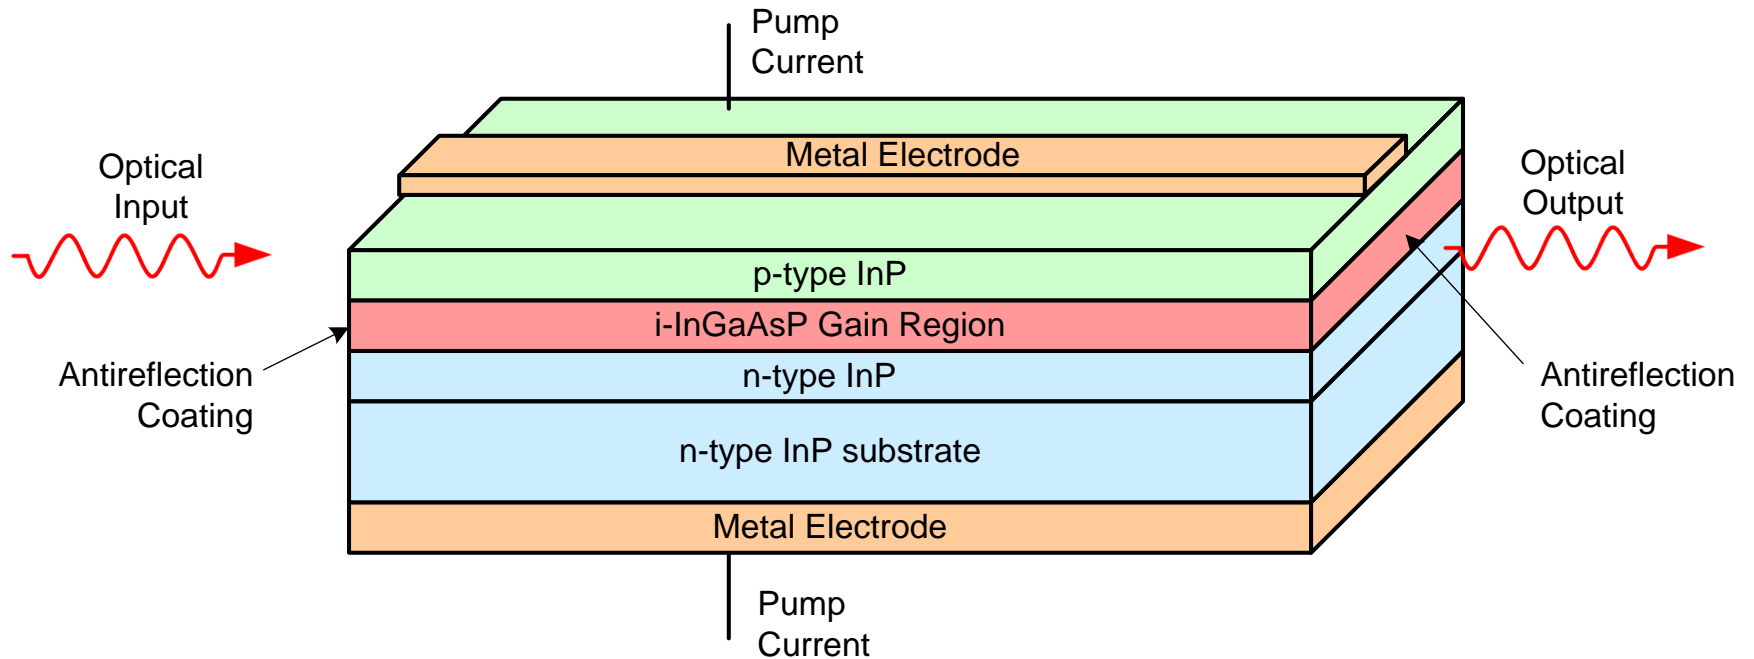 Pump
Current
Metal Electrode
Optical
Input
Optical
Output
p-type InP
i-InGaAsP Gain Region
n-type InP
Antireflection
Coating
Antireflection
Coating
n-type InP substrate
Metal Electrode
Pump
Current